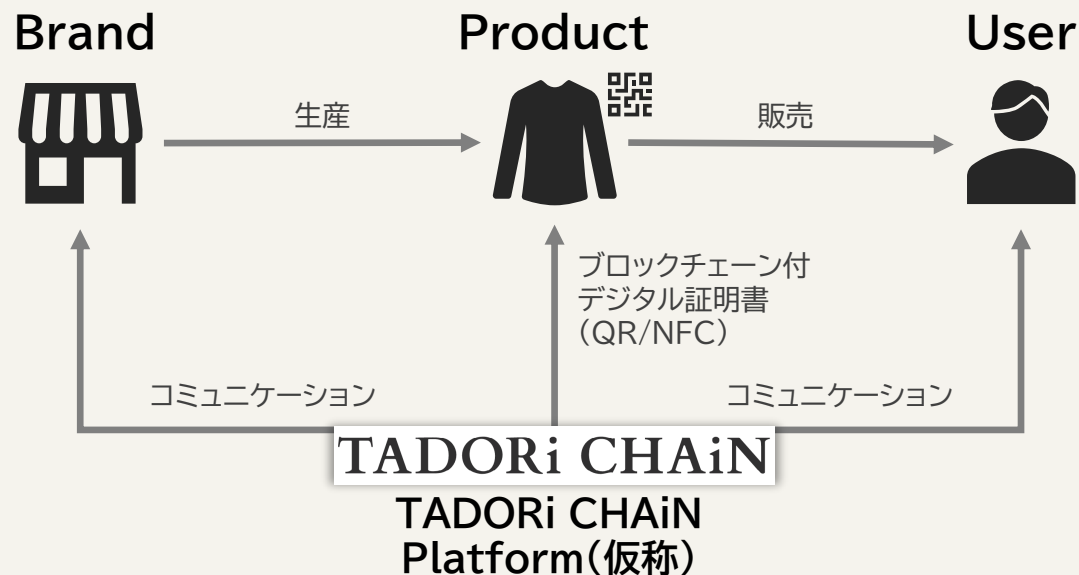 Brand
Product
User
生産
販売
ブロックチェーン付
デジタル証明書
（QR/NFC）
コミュニケーション
コミュニケーション
TADORi CHAiN
TADORi CHAiN
Platform（仮称）